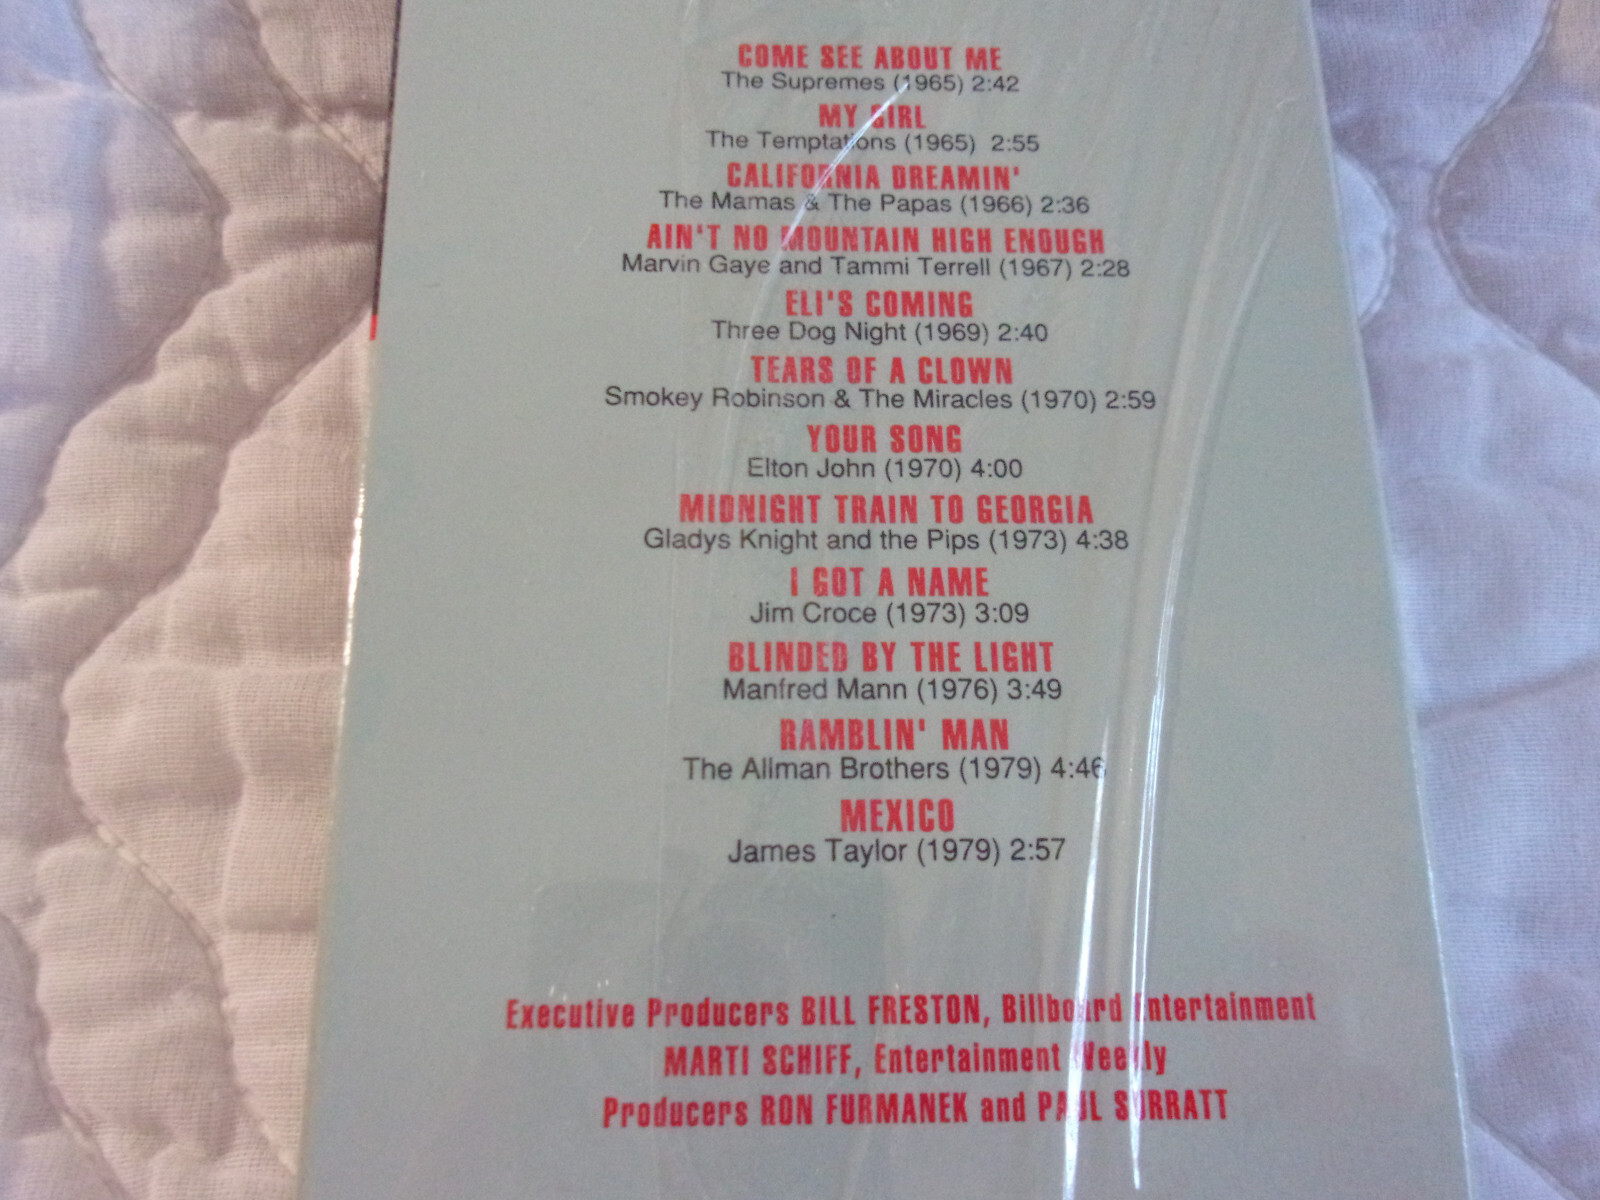 COME SEE ABOUT ME
The Supremes (1965) 2:42
MY GIRL
The Temptations (1965) 2:55
CALIFORNIA DREAMIN'
The Mamas & The Papas (1966) 2:36
AIN'T NO MOUNTAIN HIGH ENOUGH
Marvin Gaye and Tammi Terrell (1967) 2:28
ELI'S COMING
Three Dog Night (1969) 2:40
TEARS OF A CLOWN
Smokey Robinson & The Miracles (1970) 2:59
YOUR SONG
Elton John (1970) 4:00
MIDNIGHT TRAIN TO GEORGIA
Gladys Knight and the Pips (1973) 4:38
I GOT A NAME
Jim Croce (1973) 3:09
BLINDED BY THE LIGHT
Manfred Mann (1976) 3:49
RAMBLIN' MAN
The Allman Brothers (1979) 4:46
MEXICO
James Taylor (1979) 2:57
Executive Producers BILL FRESTON, Billboard Entertainment
MARTI SCHIFF, Entertainment Weekly
Producers RON FURMANEK and PAUL SURRATT